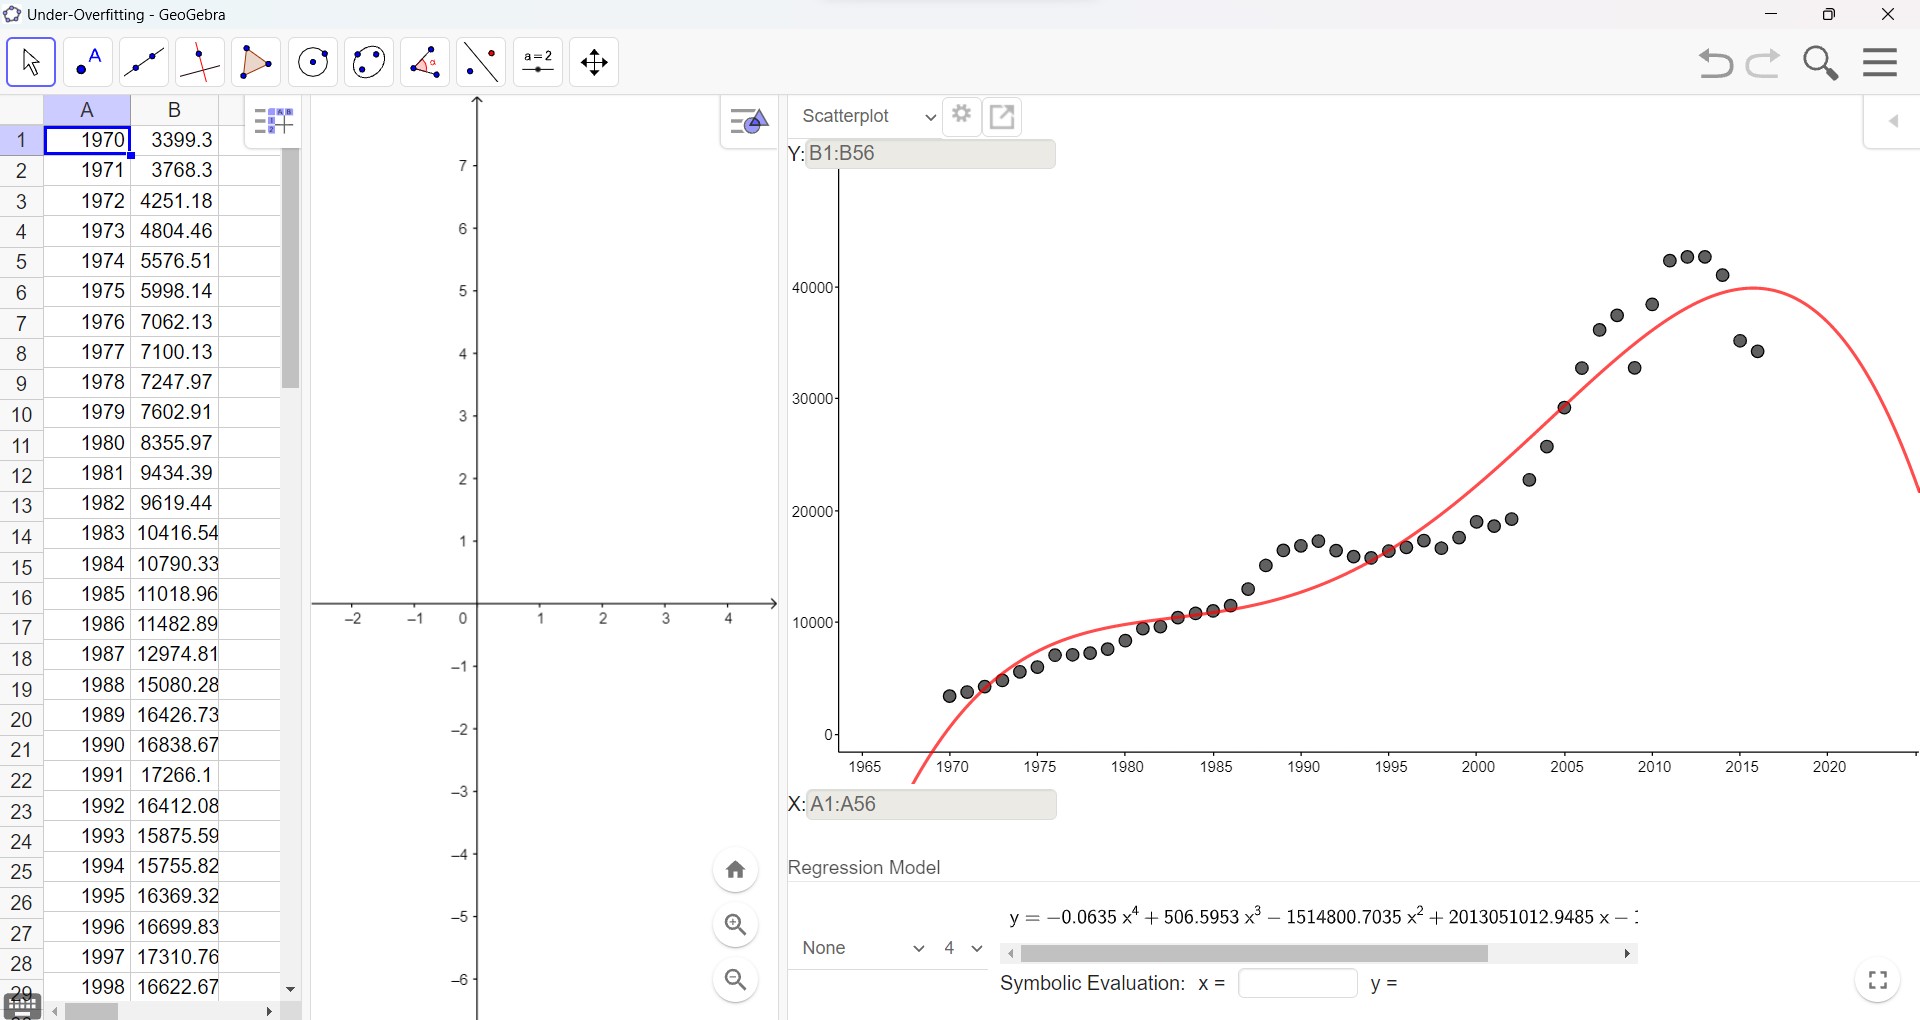 Under-Overfitting - GeoGebra
A
a=2
α
A B
1 1970 3399.3
2 1971 3768.3
3 1972 4251.18
4 1973 4804.46
5 1974 5576.51
6 1975 5998.14
7 1976 7062.13
8 1977 7100.13
9 1978 7247.97
10 1979 7602.91
11 1980 8355.97
12 1981 9434.39
13 1982 9619.44
14 1983 10416.54
15 1984 10790.33
16 1985 11018.96
17 1986 11482.89
18 1987 12974.81
19 1988 15080.28
20 1989 16426.73
21 1990 16838.67
22 1991 17266.1
23 1992 16412.08
24 1993 15875.59
25 1994 15755.82
26 1995 16369.32
27 1996 16699.83
28 1997 17310.76
29 1998 16622.67
7
6
5
4
3
2
1
−2 −1 0 1 2 3 4
−1
−2
−3
−4
−5
−6
Scatterplot
Y: B1:B56
40000
30000
20000
10000
0
1965 1970 1975 1980 1985 1990 1995 2000 2005 2010 2015 2020
X: A1:A56
Regression Model
y = −0.0635 x⁴ + 506.5953 x³ − 1514800.7035 x² + 2013051012.9485 x −
None 4
Symbolic Evaluation: x = y =